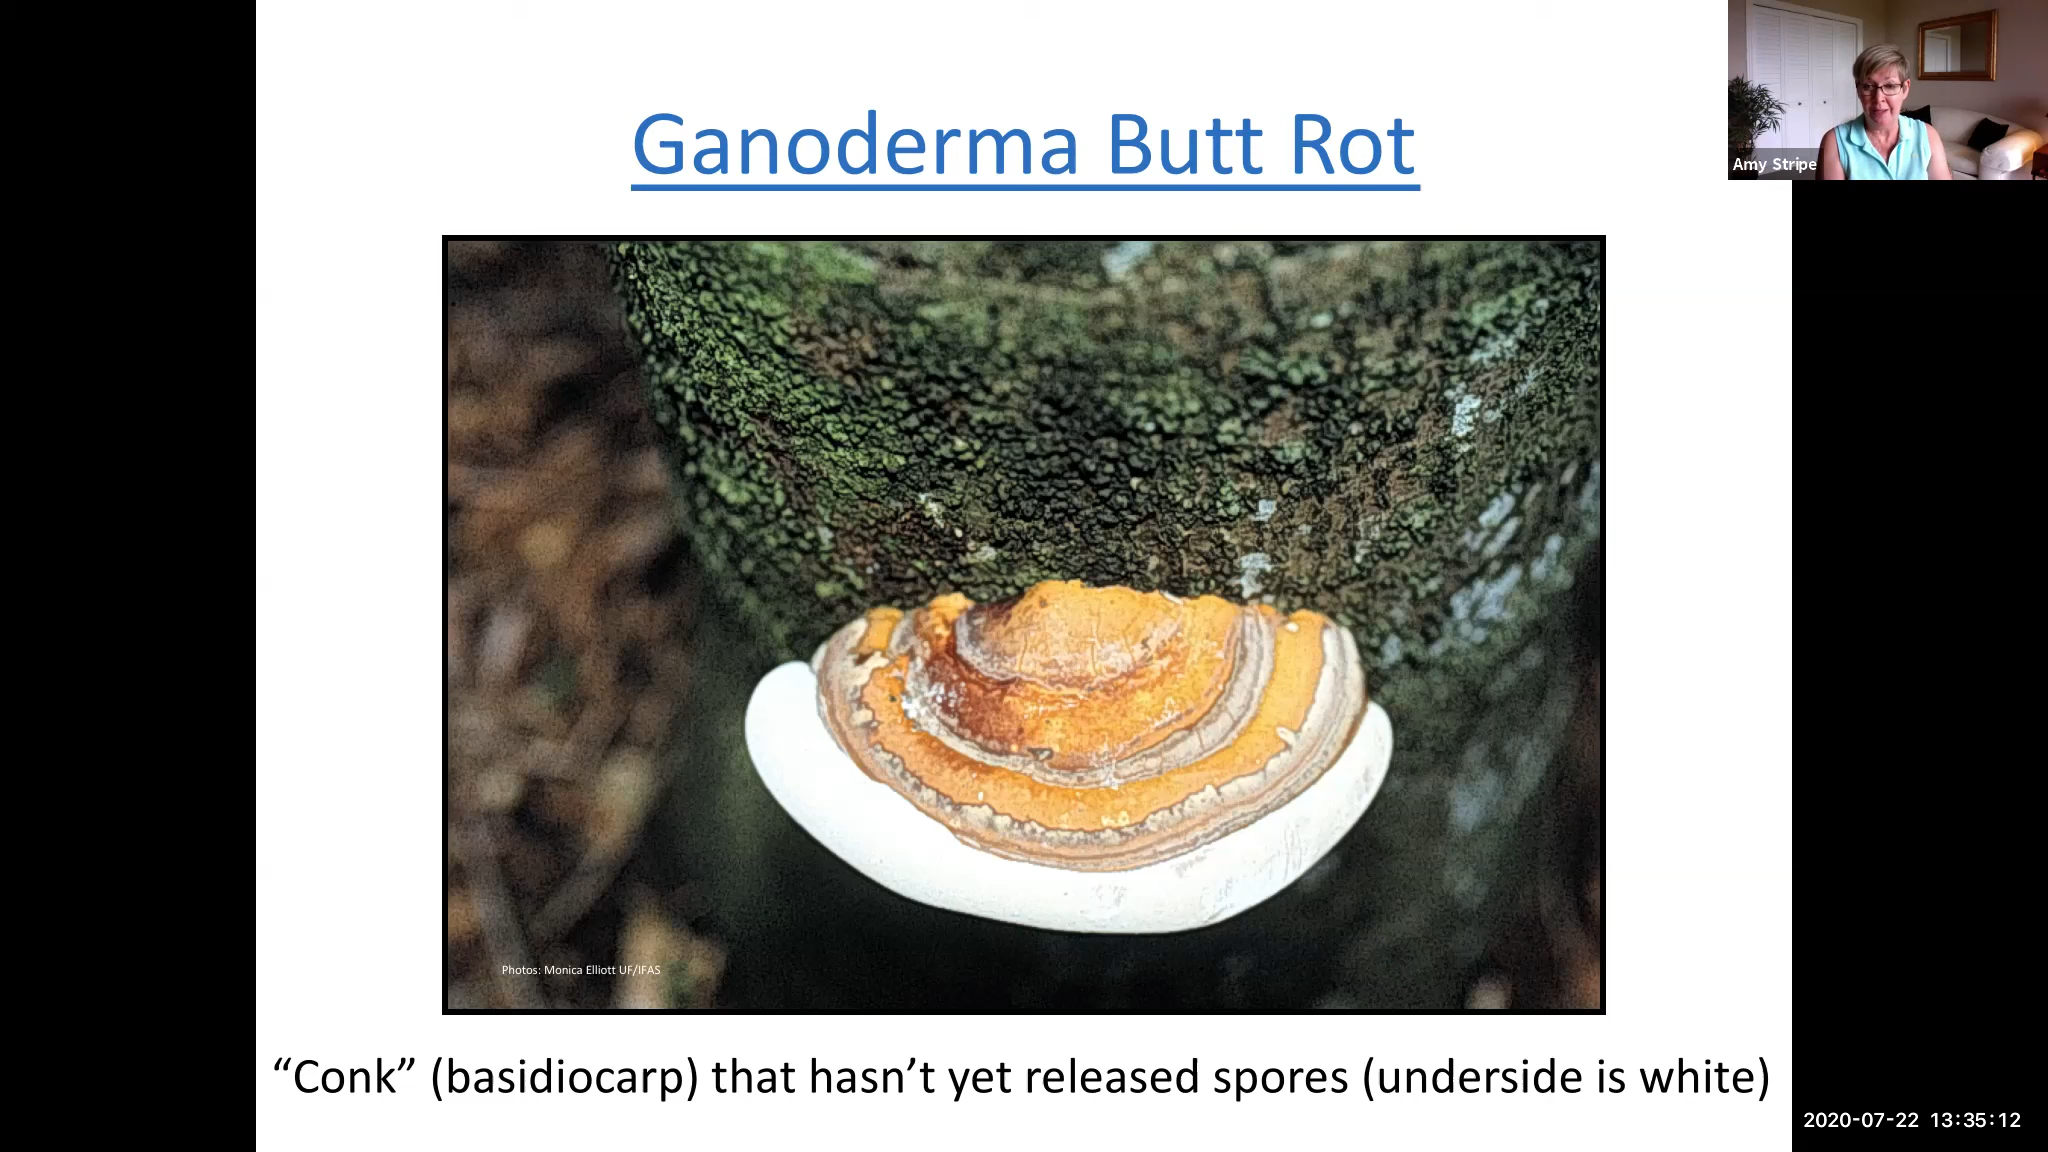 Ganoderma Butt Rot
Amy Stripe
Photos: Monica Elliott UF/IFAS
“Conk” (basidiocarp) that hasn’t yet released spores (underside is white)
2020-07-22 13:35:12